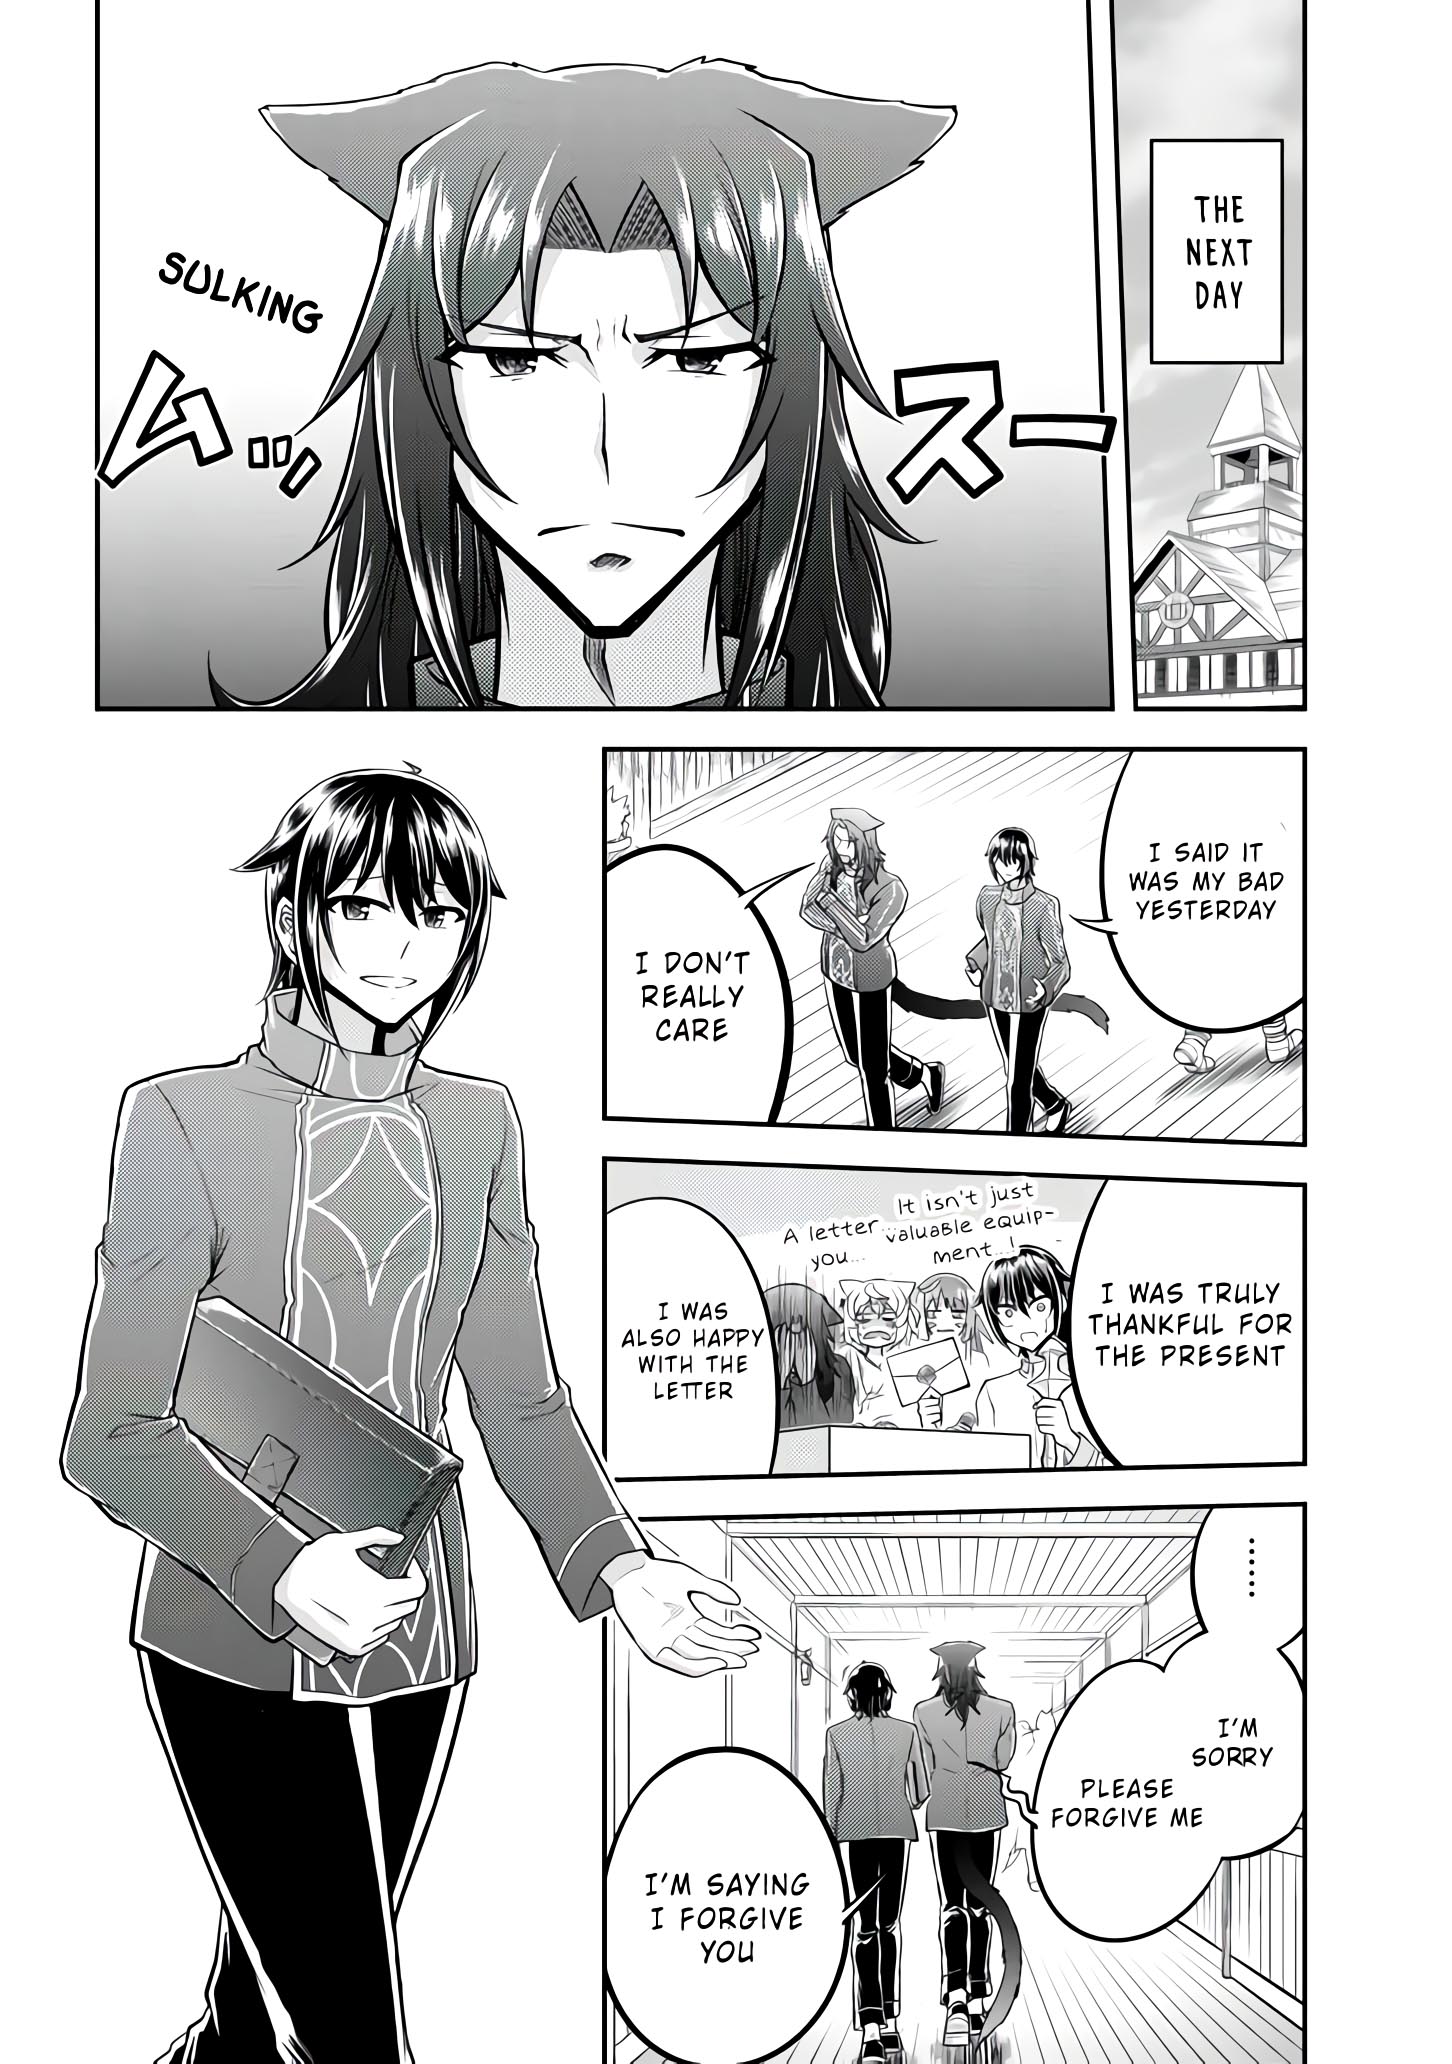 THE
NEXT
DAY
SULKING
ムスー
ムッ
I SAID IT
WAS MY BAD
YESTERDAY
I DON'T
REALLY
CARE
I WAS TRULY
THANKFUL FOR
THE PRESENT
It isn't just
valuable equip-
ment...!
A letter...
you...
I WAS
ALSO HAPPY
WITH THE
LETTER
......
I'M
SORRY
PLEASE
FORGIVE ME
I'M SAYING
I FORGIVE
YOU